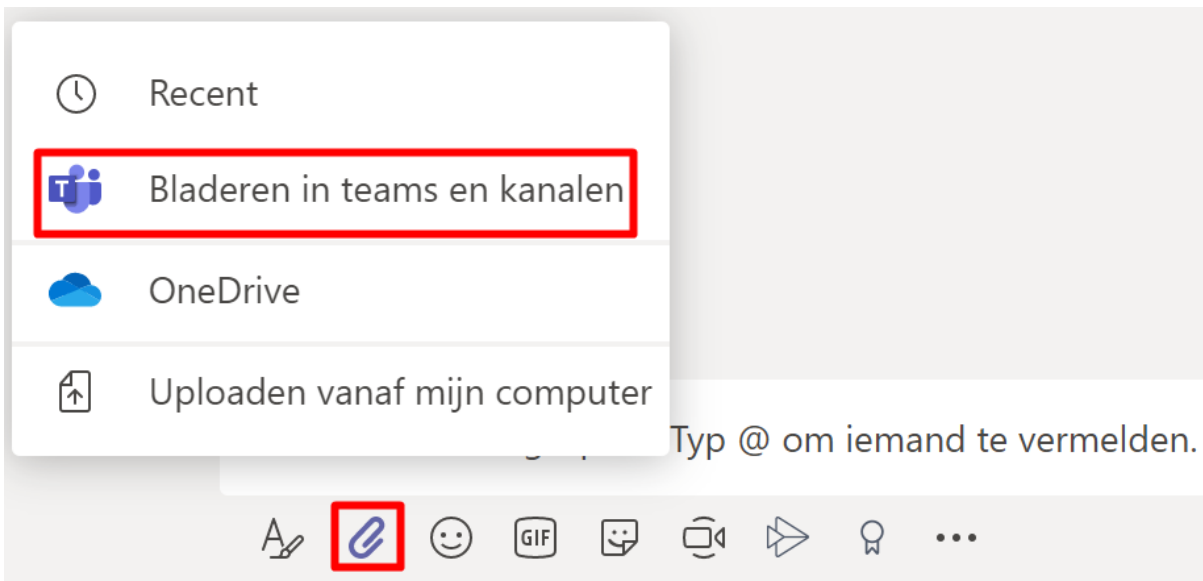 Recent
Bladeren in teams en kanalen
OneDrive
Uploaden vanaf mijn computer
Typ @ om iemand te vermelden.
GIF